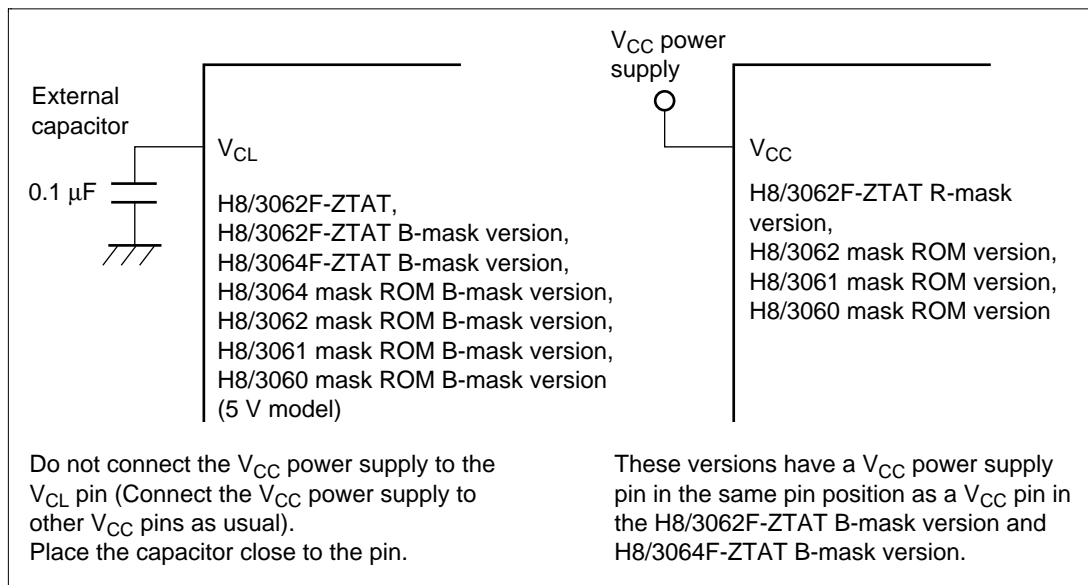 External
capacitor
0.1 μF
VCL
H8/3062F-ZTAT,
H8/3062F-ZTAT B-mask version,
H8/3064F-ZTAT B-mask version,
H8/3064 mask ROM B-mask version,
H8/3062 mask ROM B-mask version,
H8/3061 mask ROM B-mask version,
H8/3060 mask ROM B-mask version
(5 V model)
Do not connect the VCC power supply to the
VCL pin (Connect the VCC power supply to
other VCC pins as usual).
Place the capacitor close to the pin.
VCC power
supply
VCC
H8/3062F-ZTAT R-mask
version,
H8/3062 mask ROM version,
H8/3061 mask ROM version,
H8/3060 mask ROM version
These versions have a VCC power supply
pin in the same pin position as a VCC pin in
the H8/3062F-ZTAT B-mask version and
H8/3064F-ZTAT B-mask version.